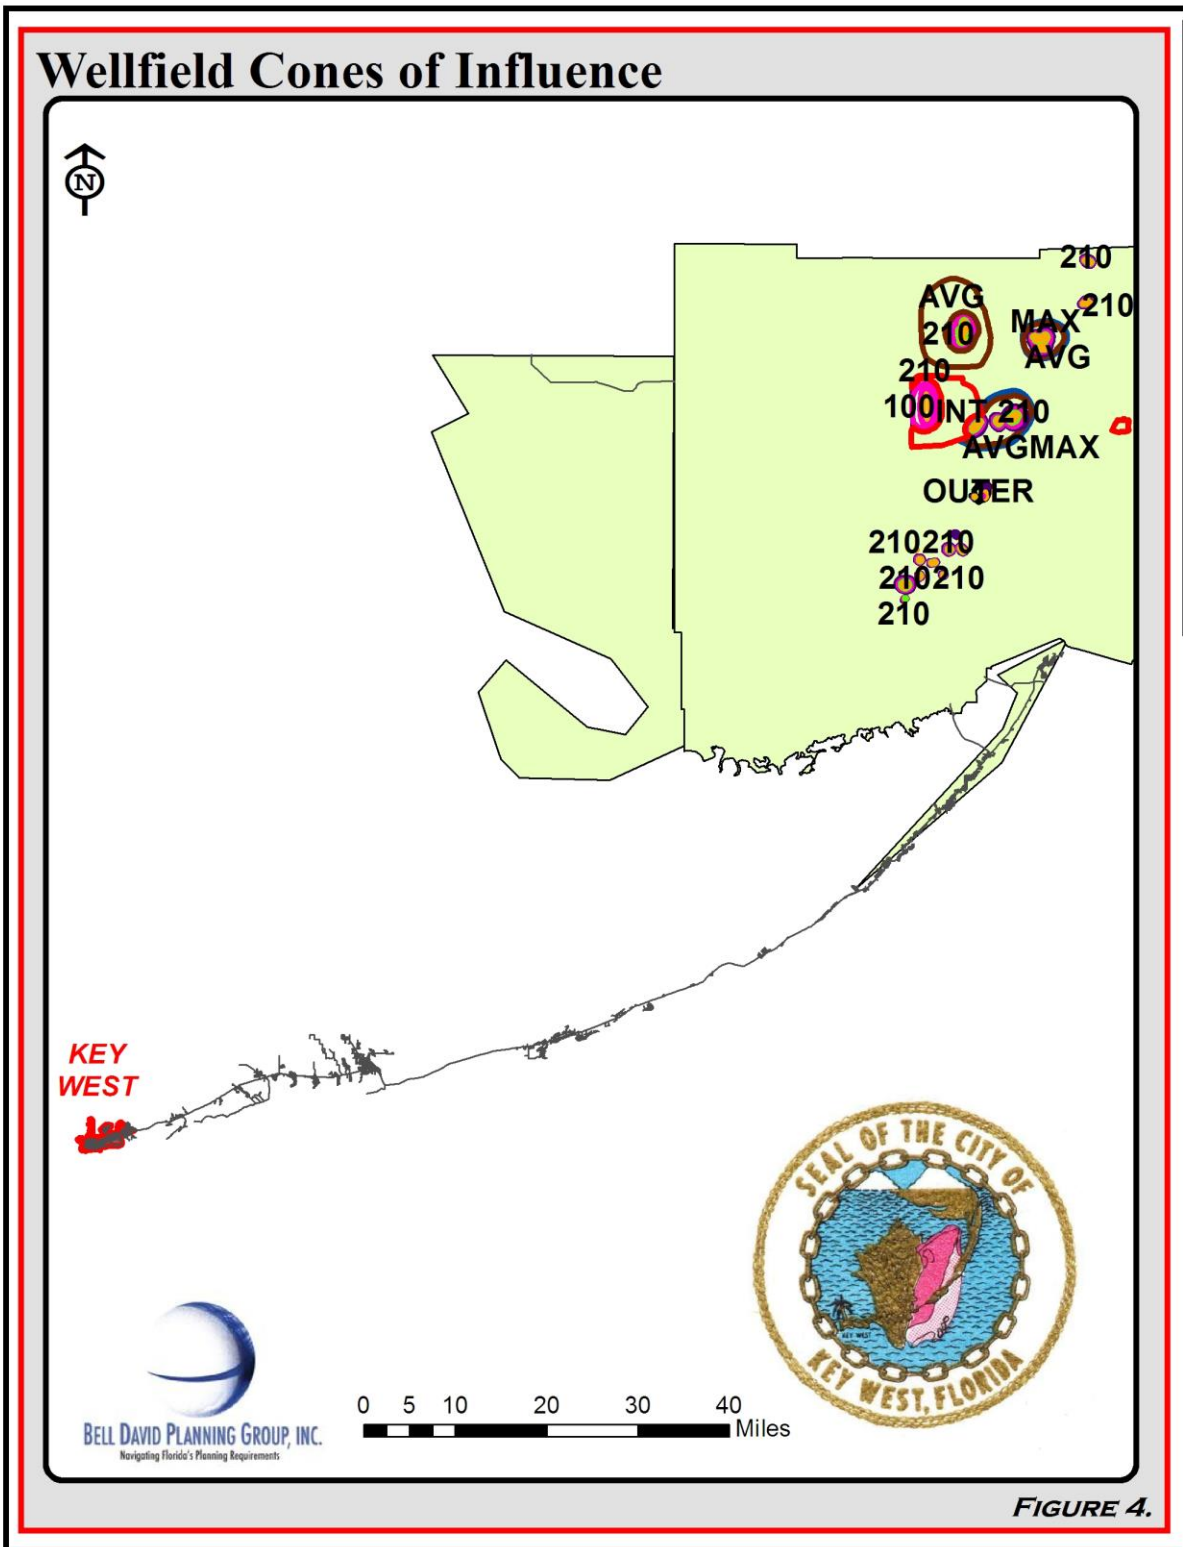 Wellfield Cones of Influence
N
210
AVG
210
MAX
210
AVG
210
100
INT 210
AVGMAX
OUTER
210210
210210
210
KEY
WEST
SEAL OF THE CITY OF
KEY WEST
KEY WEST, FLORIDA
BELL DAVID PLANNING GROUP, INC.
Navigating Florida's Planning Requirements
0 5 10 20 30 40
Miles
FIGURE 4.